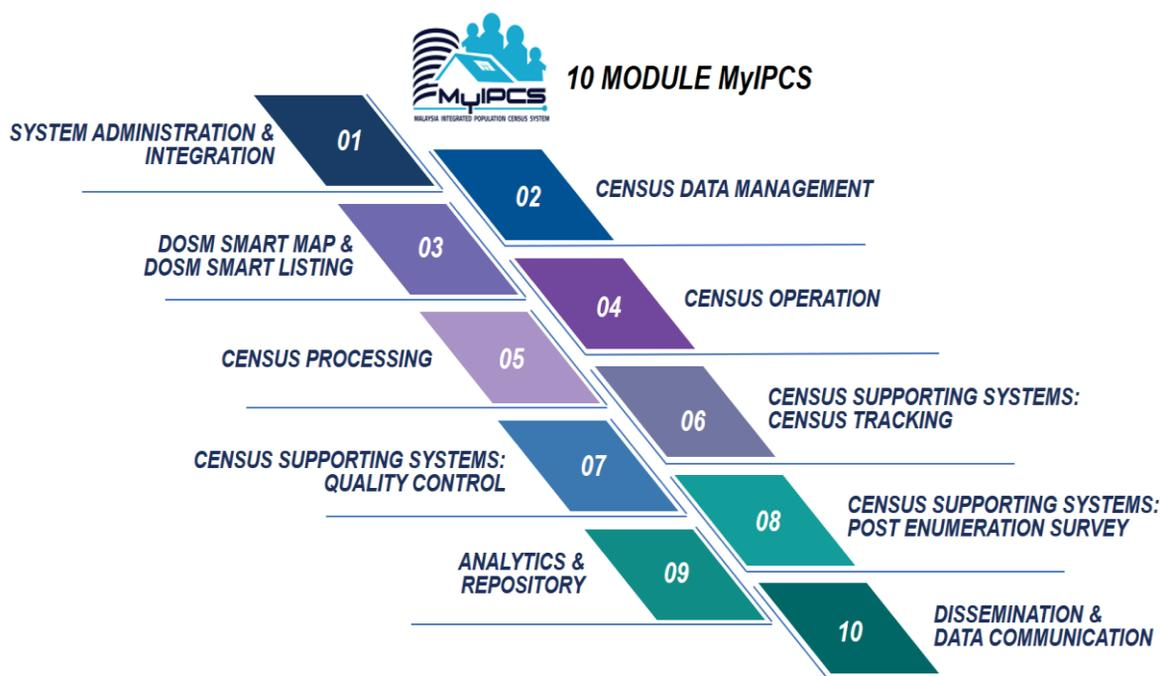 MyIPCS
MALAYSIA INTEGRATED POPULATION CENSUS SYSTEM
10 MODULE MyIPCS
01
SYSTEM ADMINISTRATION &
INTEGRATION
02
CENSUS DATA MANAGEMENT
03
DOSM SMART MAP &
DOSM SMART LISTING
04
CENSUS OPERATION
05
CENSUS PROCESSING
06
CENSUS SUPPORTING SYSTEMS:
CENSUS TRACKING
07
CENSUS SUPPORTING SYSTEMS:
QUALITY CONTROL
08
CENSUS SUPPORTING SYSTEMS:
POST ENUMERATION SURVEY
09
ANALYTICS &
REPOSITORY
10
DISSEMINATION &
DATA COMMUNICATION